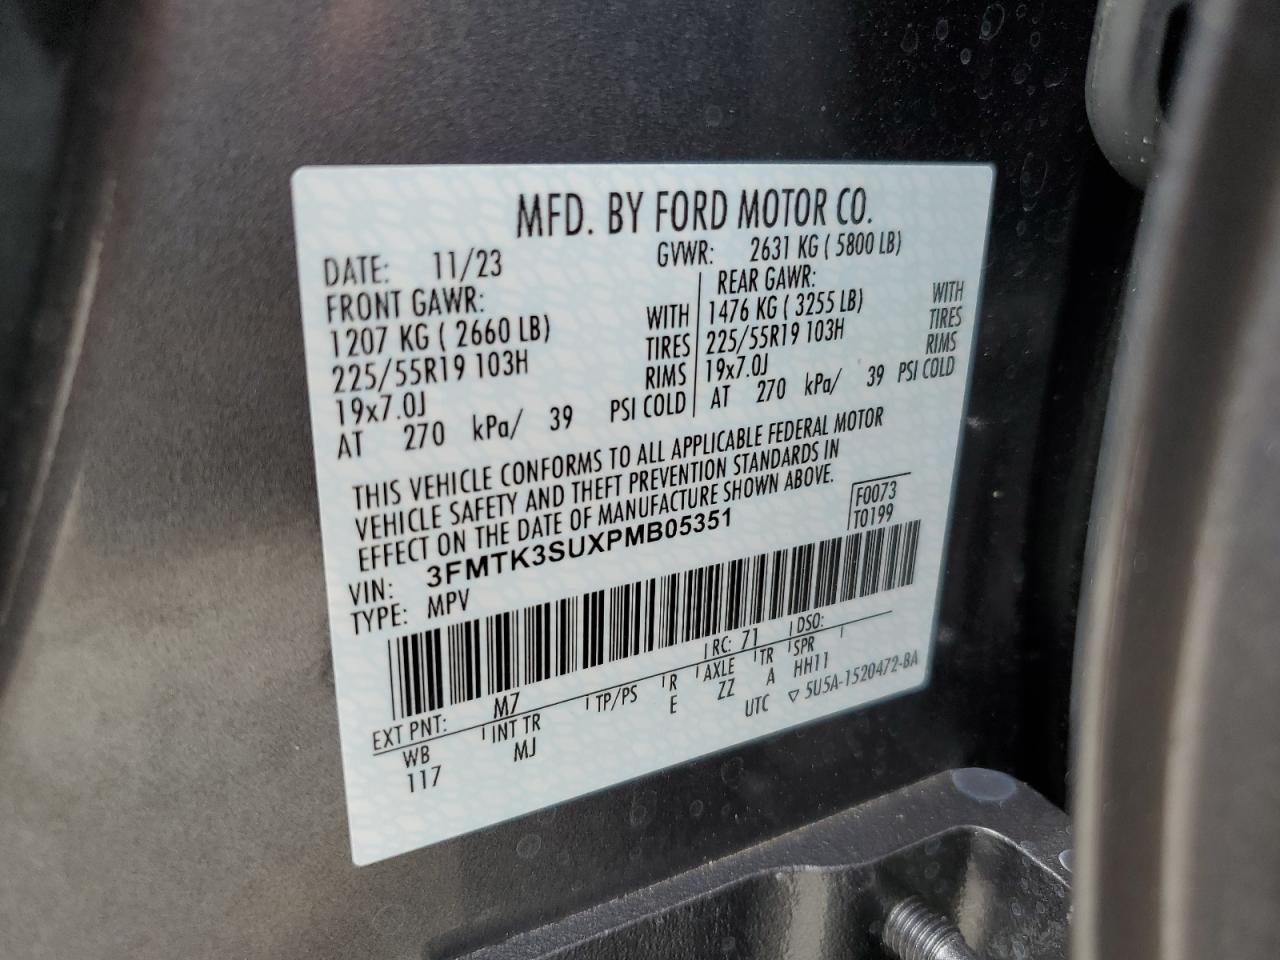 MFD. BY FORD MOTOR CO.
DATE: 11/23 GVWR: 2631 KG ( 5800 LB)
FRONT GAWR: REAR GAWR:
1207 KG ( 2660 LB) WITH 1476 KG ( 3255 LB) WITH
225/55R19 103H TIRES 225/55R19 103H TIRES
19x7.0J RIMS 19x7.0J RIMS
AT 270 kPa/ 39 PSI COLD AT 270 kPa/ 39 PSI COLD
THIS VEHICLE CONFORMS TO ALL APPLICABLE FEDERAL MOTOR
VEHICLE SAFETY AND THEFT PREVENTION STANDARDS IN
EFFECT ON THE DATE OF MANUFACTURE SHOWN ABOVE.
F0073
T0199
VIN: 3FMTK3SUXPMB05351
TYPE: MPV
EXT PNT: M7 RC: 71 DSO:
WB INT TR TP/PS R AXLE TR SPR
117 MJ E ZZ A HH11
UTC ▽ 5U5A-1520472-BA